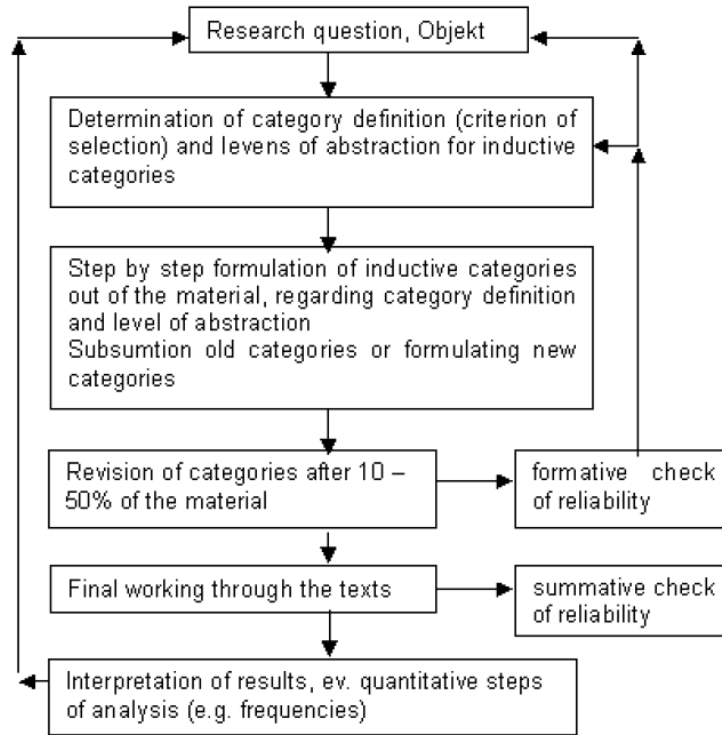 Research question, Objekt
Determination of category definition (criterion of
selection) and levens of abstraction for inductive
categories
Step by step formulation of inductive categories
out of the material, regarding category definition
and level of abstraction
Subsumtion old categories or formulating new
categories
Revision of categories after 10 –
50% of the material
formative check
of reliability
Final working through the texts
summative check
of reliability
Interpretation of results, ev. quantitative steps
of analysis (e.g. frequencies)